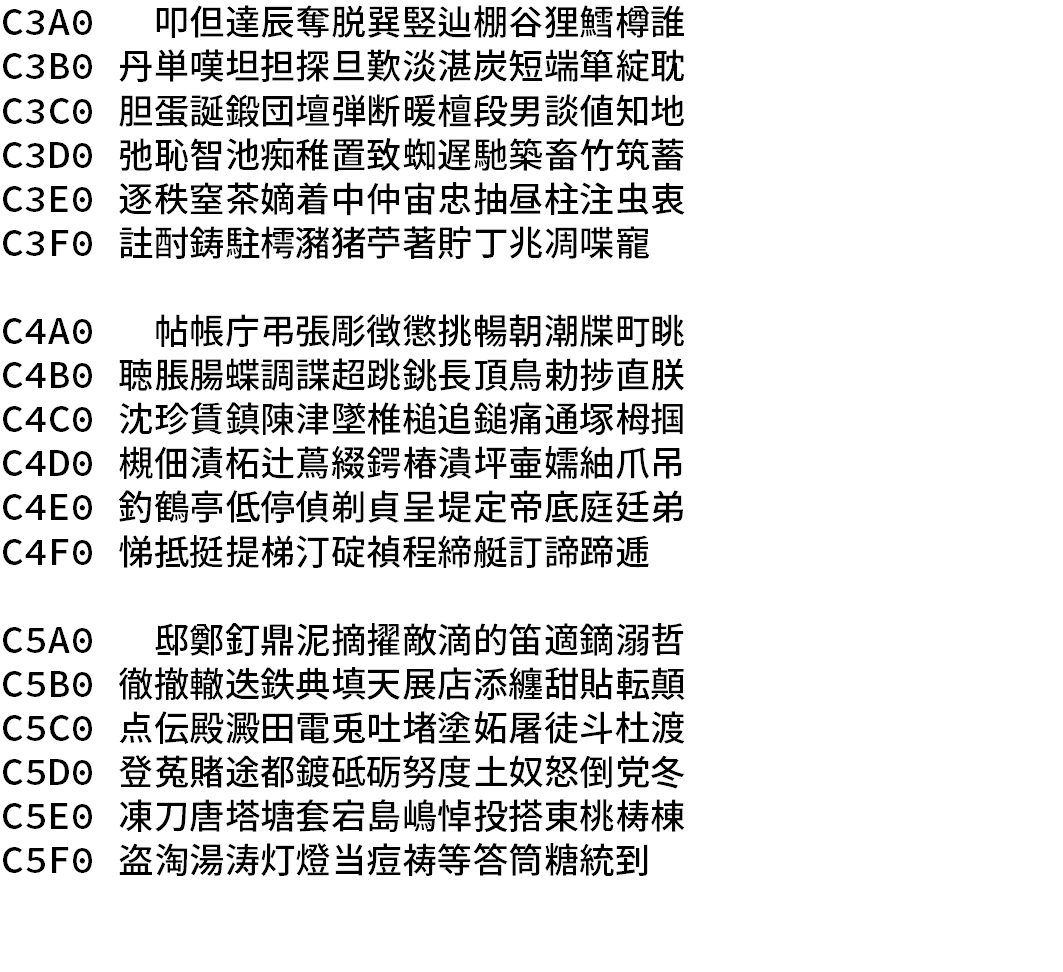 C3A0 叩但達辰奪脱巽竪辿棚谷狸鱈樽誰
C3B0 丹単嘆坦担探旦歎淡湛炭短端箪綻耽
C3C0 胆蛋誕鍛団壇弾断暖檀段男談値知地
C3D0 弛恥智池痴稚置致蜘遅馳築畜竹筑蓄
C3E0 逐秩窒茶嫡着中仲宙忠抽昼柱注虫衷
C3F0 註酎鋳駐樗瀦猪苧著貯丁兆凋喋寵
C4A0 帖帳庁弔張彫徴懲挑暢朝潮牒町眺
C4B0 聴脹腸蝶調諜超跳銚長頂鳥勅捗直朕
C4C0 沈珍賃鎮陳津墜椎槌追鎚痛通塚栂掴
C4D0 槻佃漬柘辻蔦綴鍔椿潰坪壷嬬紬爪吊
C4E0 釣鶴亭低停偵剃貞呈堤定帝底庭廷弟
C4F0 悌抵挺提梯汀碇禎程締艇訂諦蹄逓
C5A0 邸鄭釘鼎泥摘擢敵滴的笛適鏑溺哲
C5B0 徹撤轍迭鉄典填天展店添纏甜貼転顛
C5C0 点伝殿澱田電兎吐堵塗妬屠徒斗杜渡
C5D0 登菟賭途都鍍砥砺努度土奴怒倒党冬
C5E0 凍刀唐塔塘套宕島嶋悼投搭東桃梼棟
C5F0 盗淘湯涛灯燈当痘祷等答筒糖統到